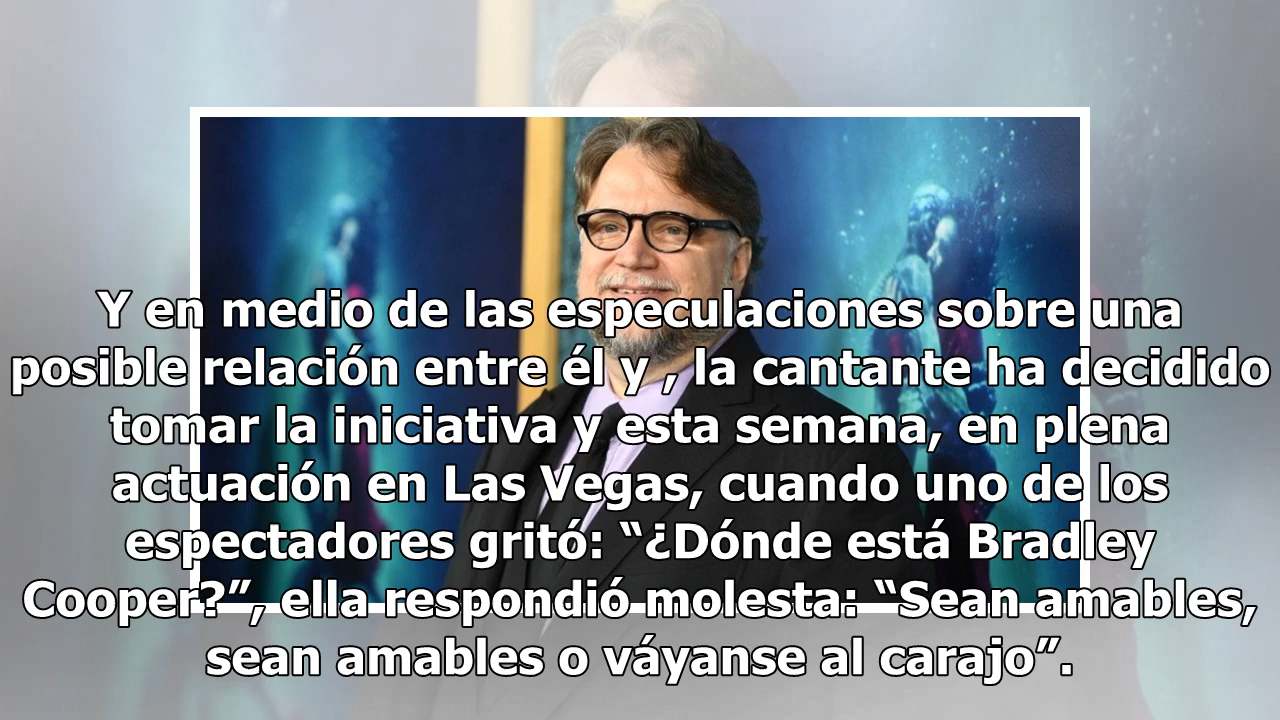 Y en medio de las especulaciones sobre una
posible relación entre él y , la cantante ha decidido
tomar la iniciativa y esta semana, en plena
actuación en Las Vegas, cuando uno de los
espectadores gritó: “¿Dónde está Bradley
Cooper?”, ella respondió molesta: “Sean amables,
sean amables o váyanse al carajo”.